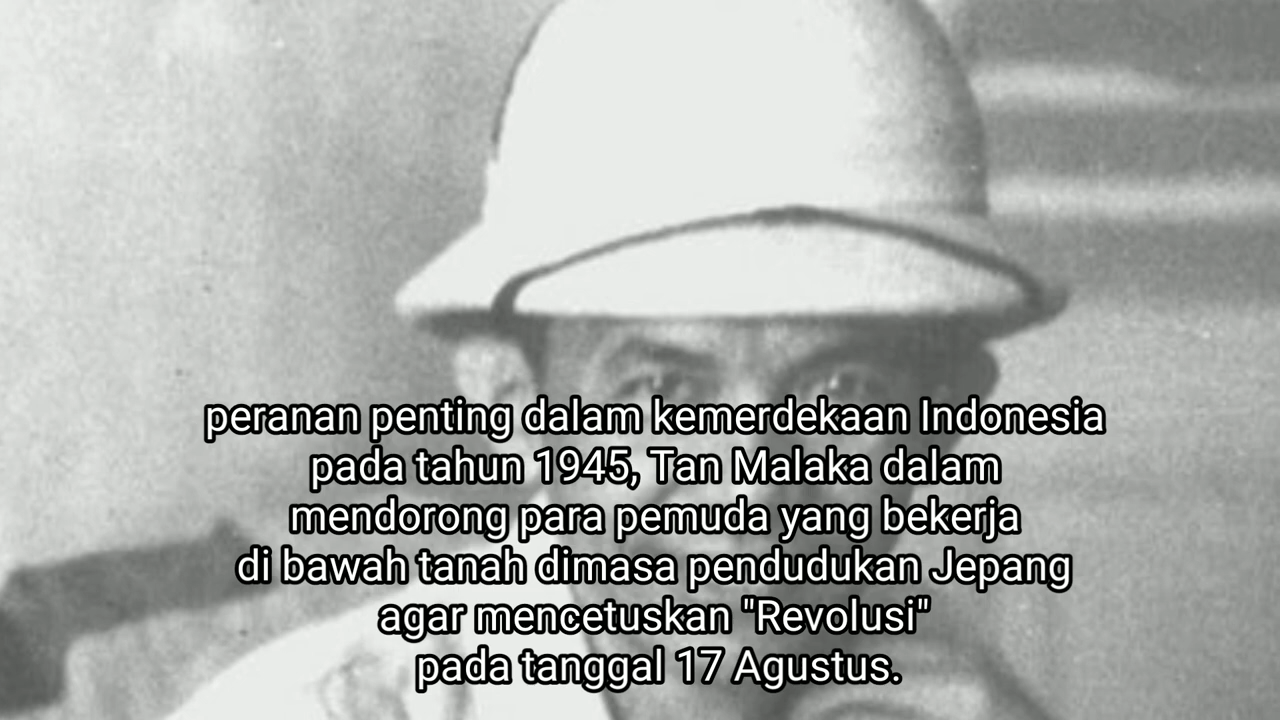 peranan penting dalam kemerdekaan Indonesia
pada tahun 1945, Tan Malaka dalam
mendorong para pemuda yang bekerja
di bawah tanah dimasa pendudukan Jepang
agar mencetuskan "Revolusi"
pada tanggal 17 Agustus.